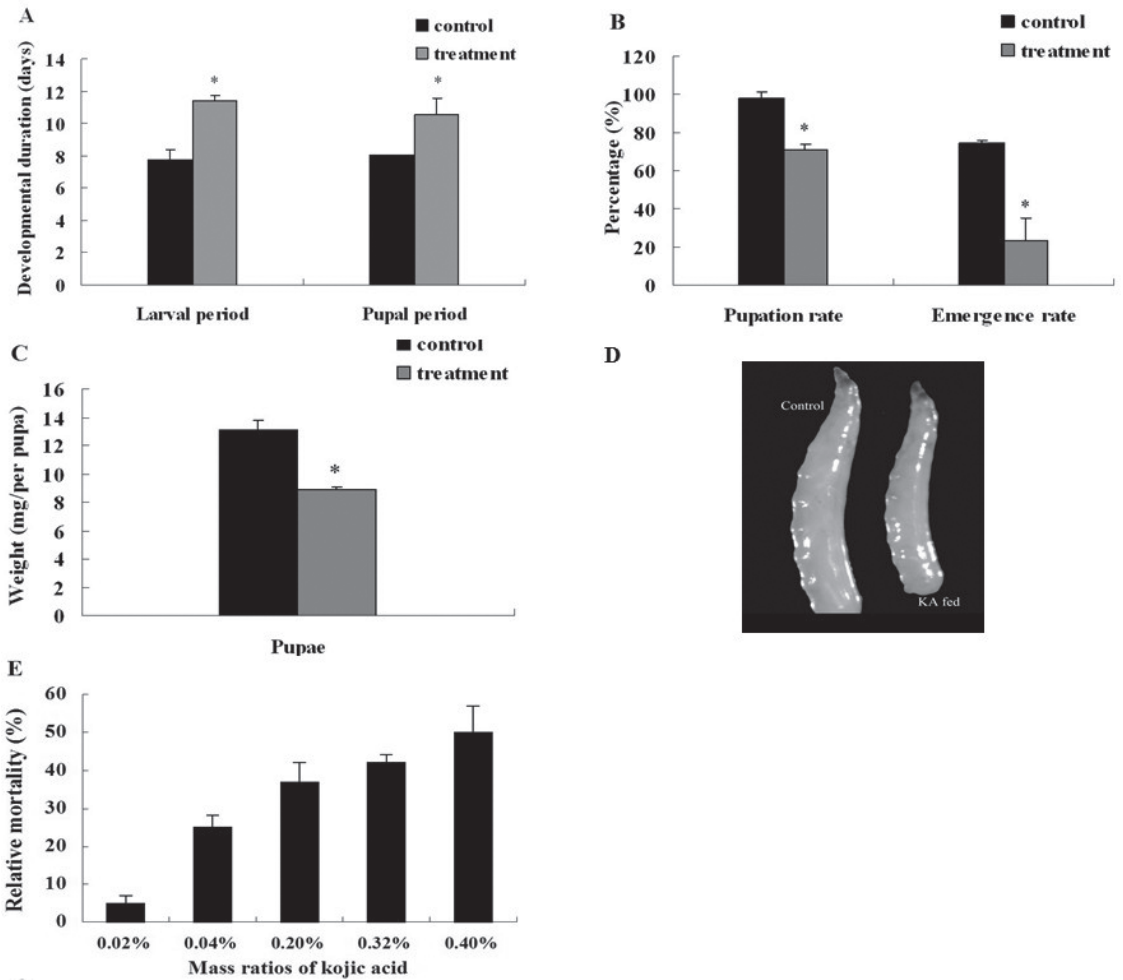 A
control
treatment
Developmental duration (days)
14
12
10
8
6
4
2
0
*
*
Larval period
Pupal period
B
control
treatment
Percentage (%)
120
100
80
60
40
20
0
*
*
Pupation rate
Emergence rate
C
control
treatment
Weight (mg/per pupa)
16
14
12
10
8
6
4
2
0
*
Pupae
D
Control
KA fed
E
Relative mortality (%)
60
50
40
30
20
10
0
0.02% 0.04% 0.20% 0.32% 0.40%
Mass ratios of kojic acid